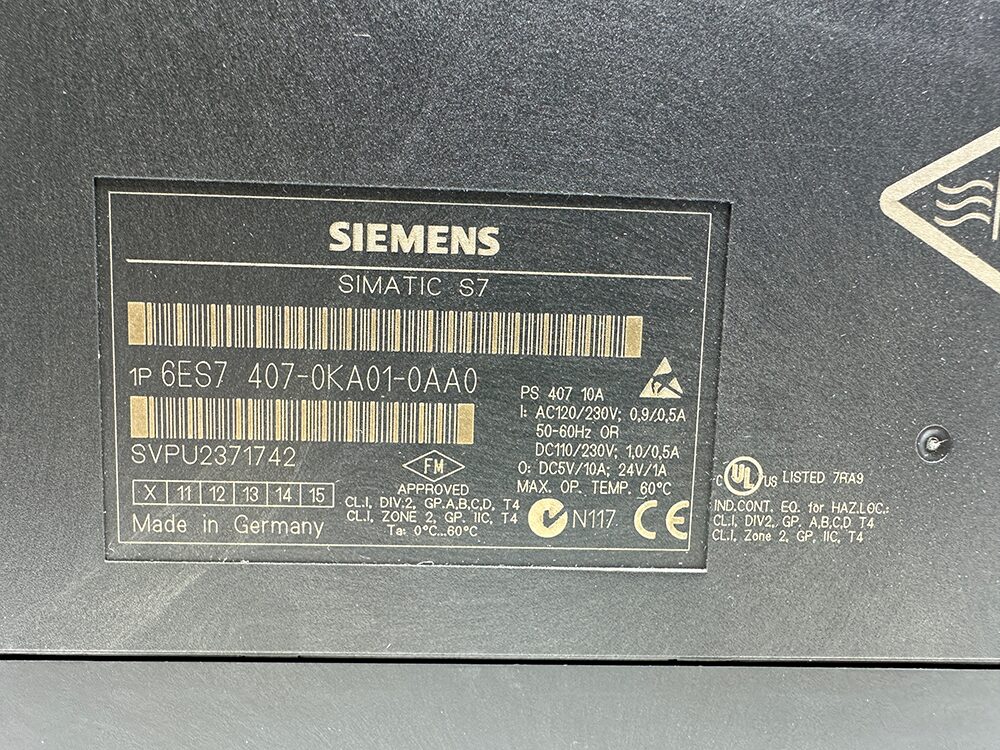 SIEMENS
SIMATIC S7
1P 6ES7 407-0KA01-0AA0
SVPU2371742
X 11 12 13 14 15
Made in Germany
FM
APPROVED
CL.I, DIV.2, GP.A,B,C,D, T4
CL.I, ZONE 2, GP. IIC, T4
Ta: 0°C...60°C
PS 407 10A
I: AC120/230V; 0,9/0,5A
50-60Hz OR
DC110/230V; 1,0/0,5A
O: DC5V/10A; 24V/1A
MAX. OP. TEMP. 60°C
N117
CE
C UL US LISTED 7RA9
IND.CONT. EQ. for HAZ.LOC.:
CL.I, DIV.2, GP. A,B,C,D T4
CL.I, Zone 2, GP, IIC, T4